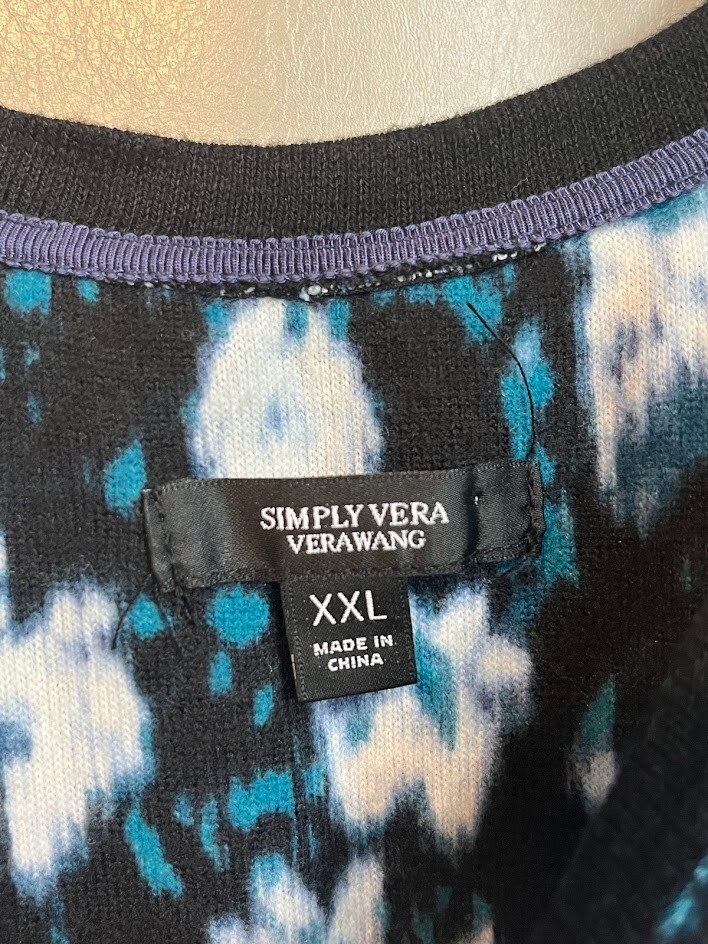 SIMPLY VERA
VERAWANG
XXL
MADE IN
CHINA